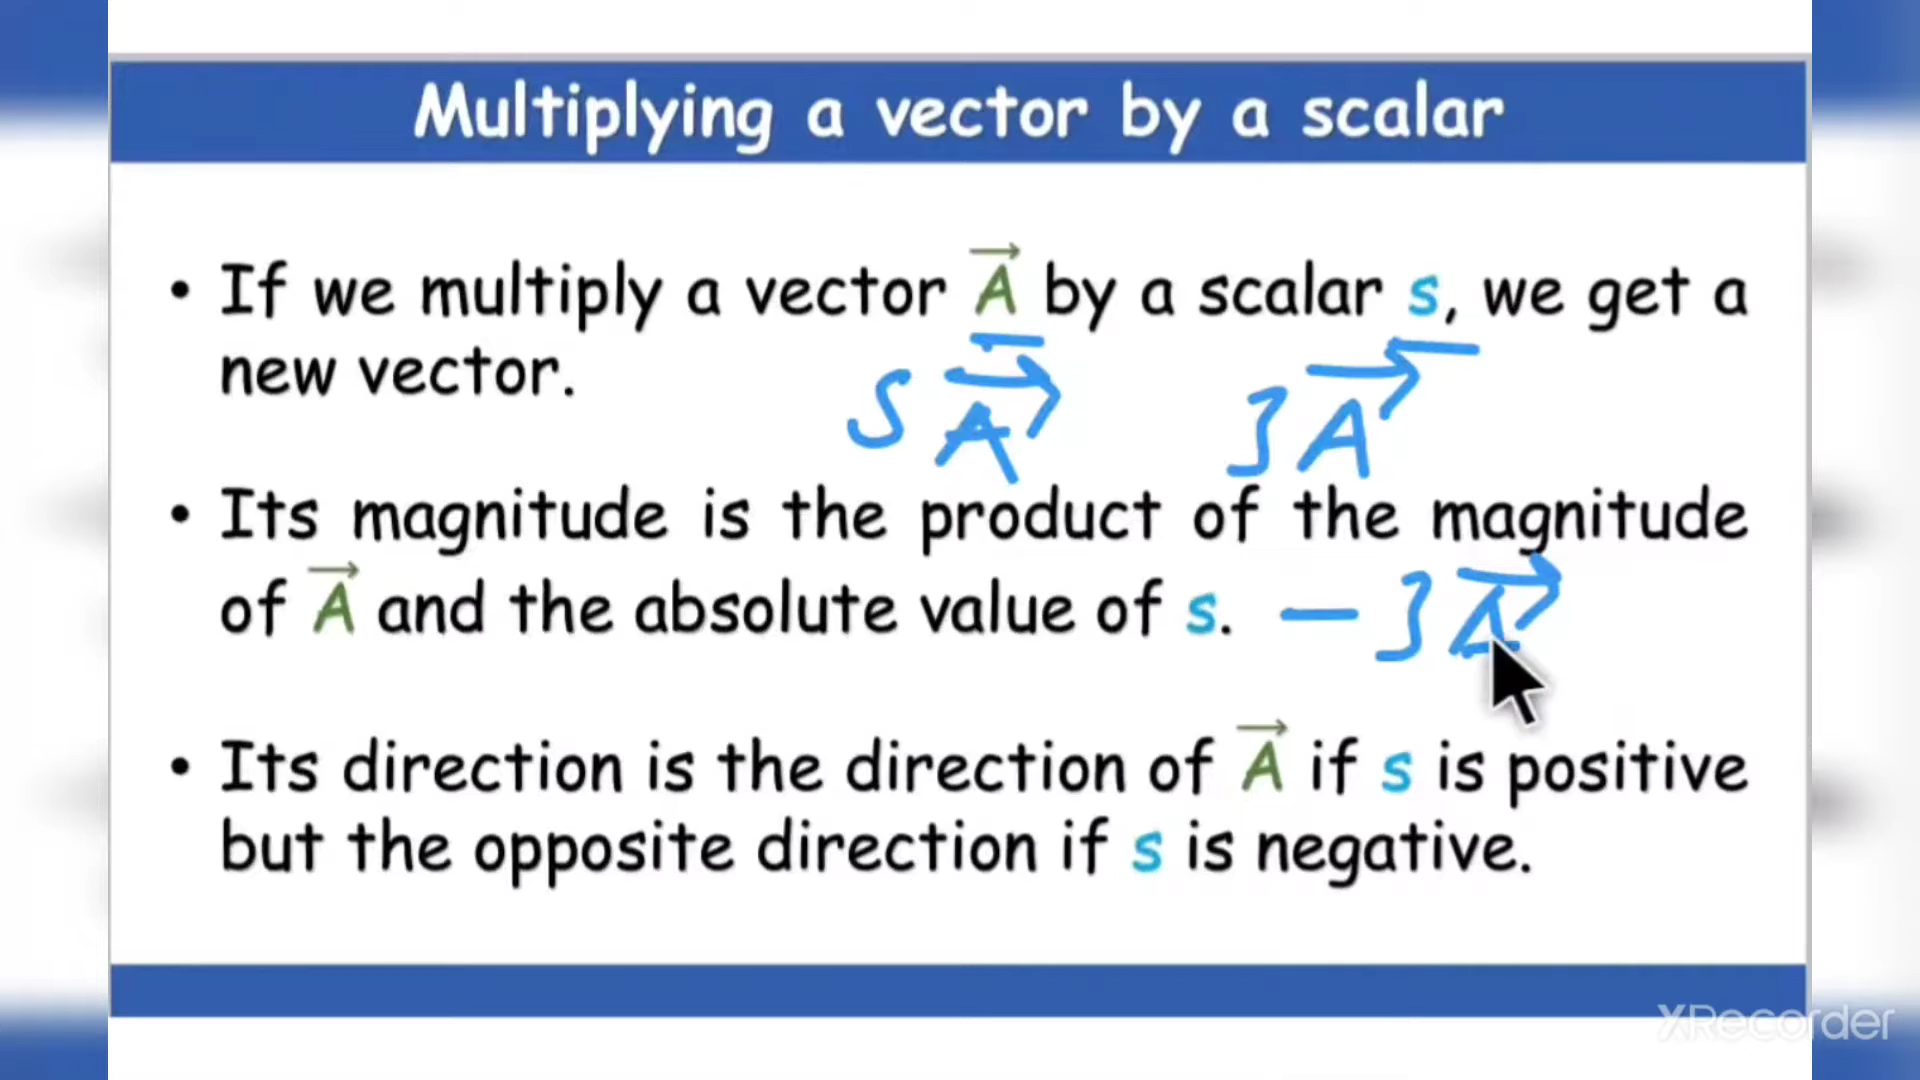 Multiplying a vector by a scalar
• If we multiply a vector A⃗ by a scalar s, we get a
new vector.
S A⃗ 3 A⃗
• Its magnitude is the product of the magnitude
of A⃗ and the absolute value of s. – 3 A⃗
• Its direction is the direction of A⃗ if s is positive
but the opposite direction if s is negative.
XRecorder